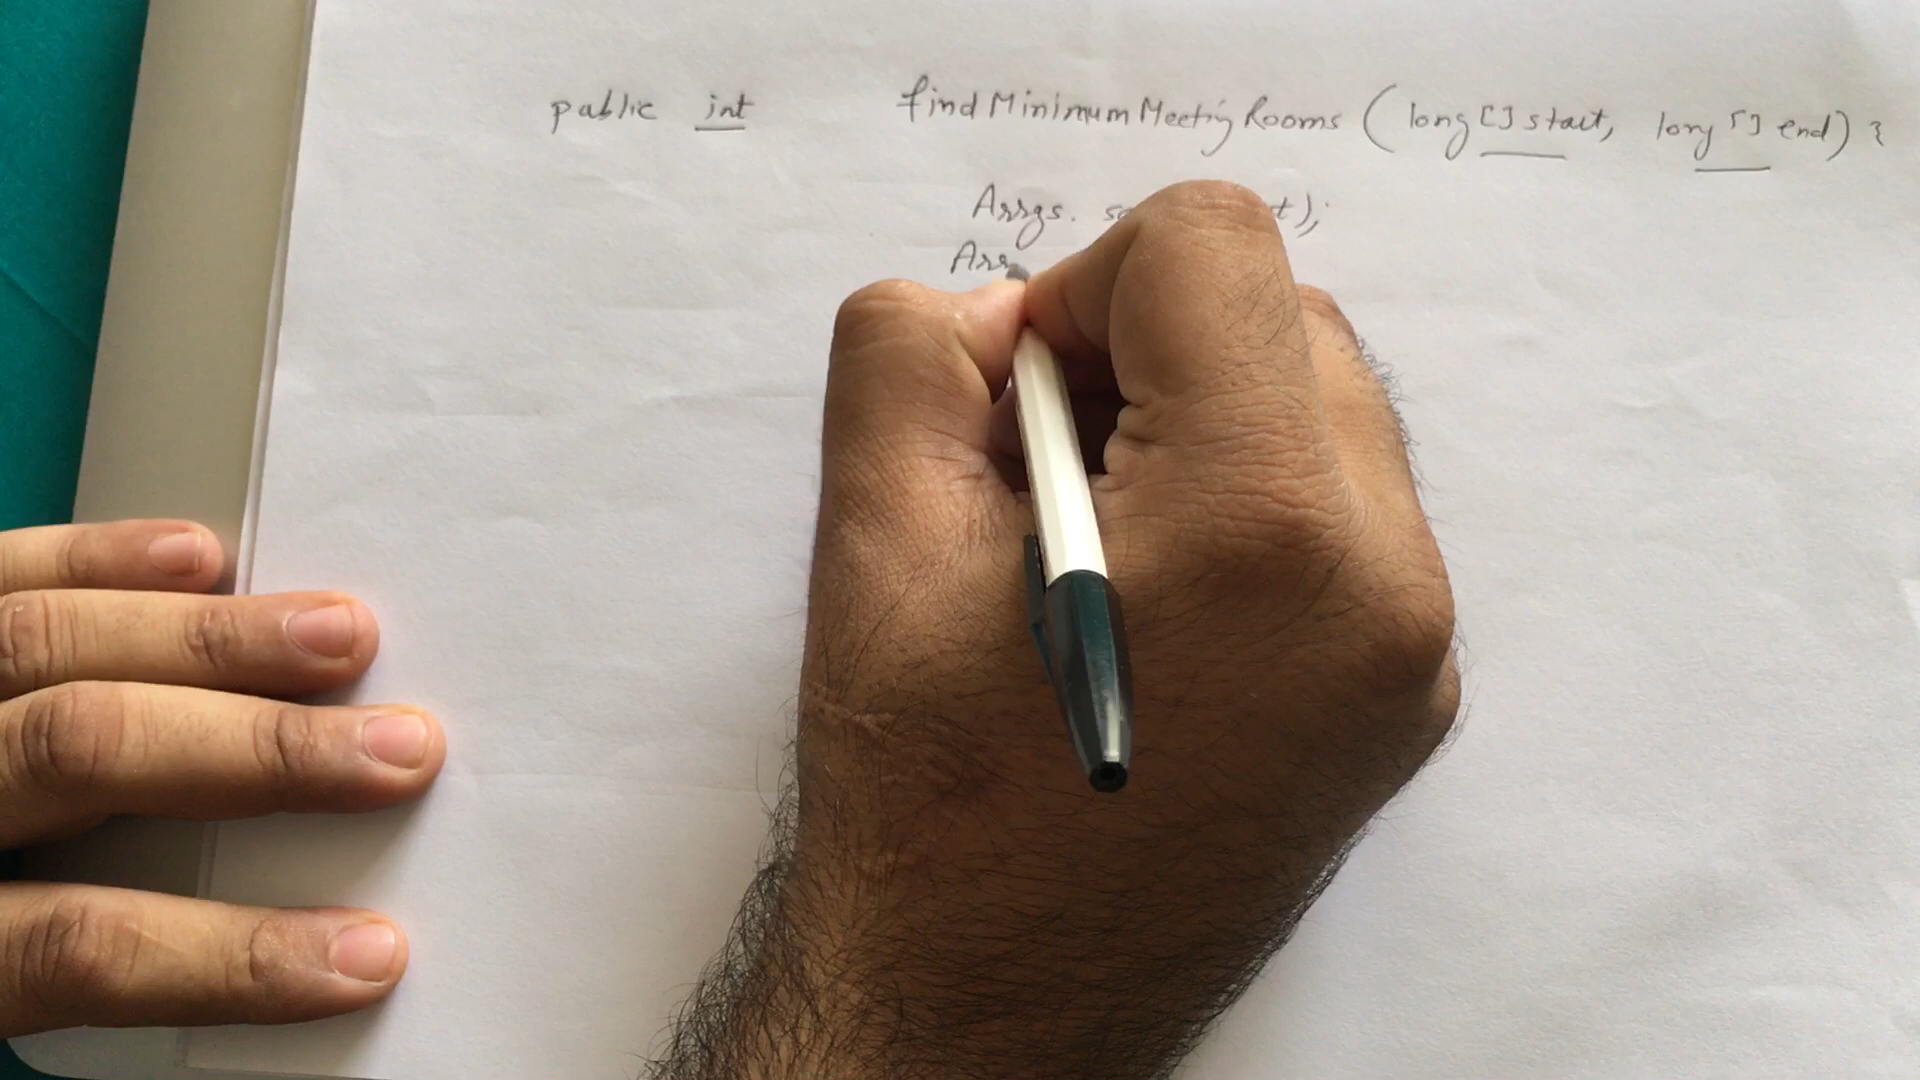 public int findMinimumMeetingRooms (long[] start, long[] end) {
Arrays. t);
Arr